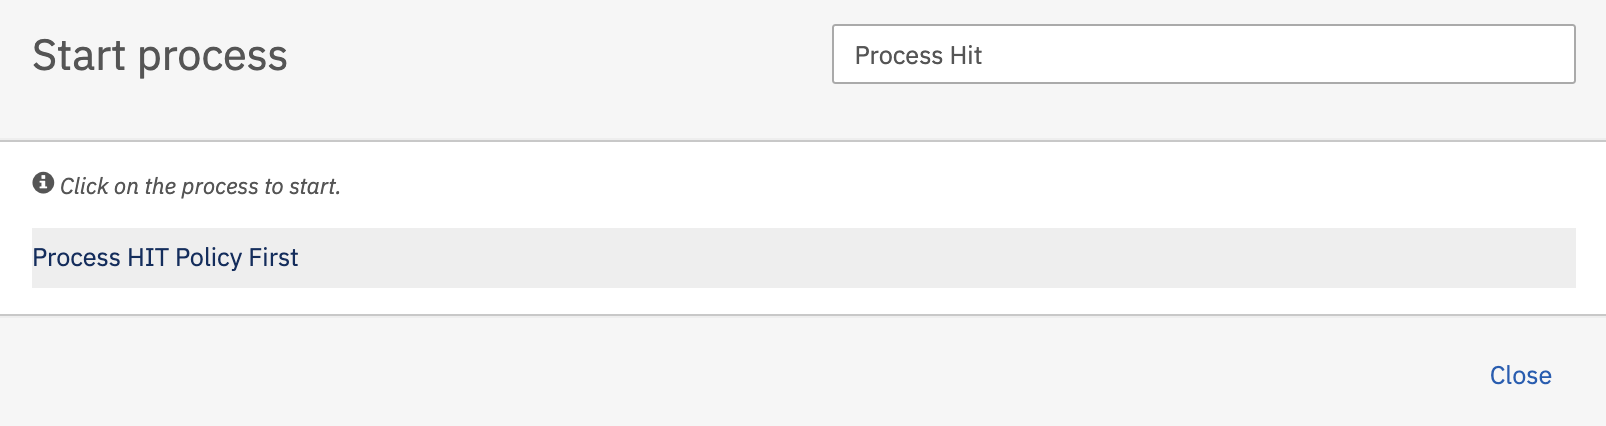 Start process
Process Hit
Click on the process to start.
Process HIT Policy First
Close